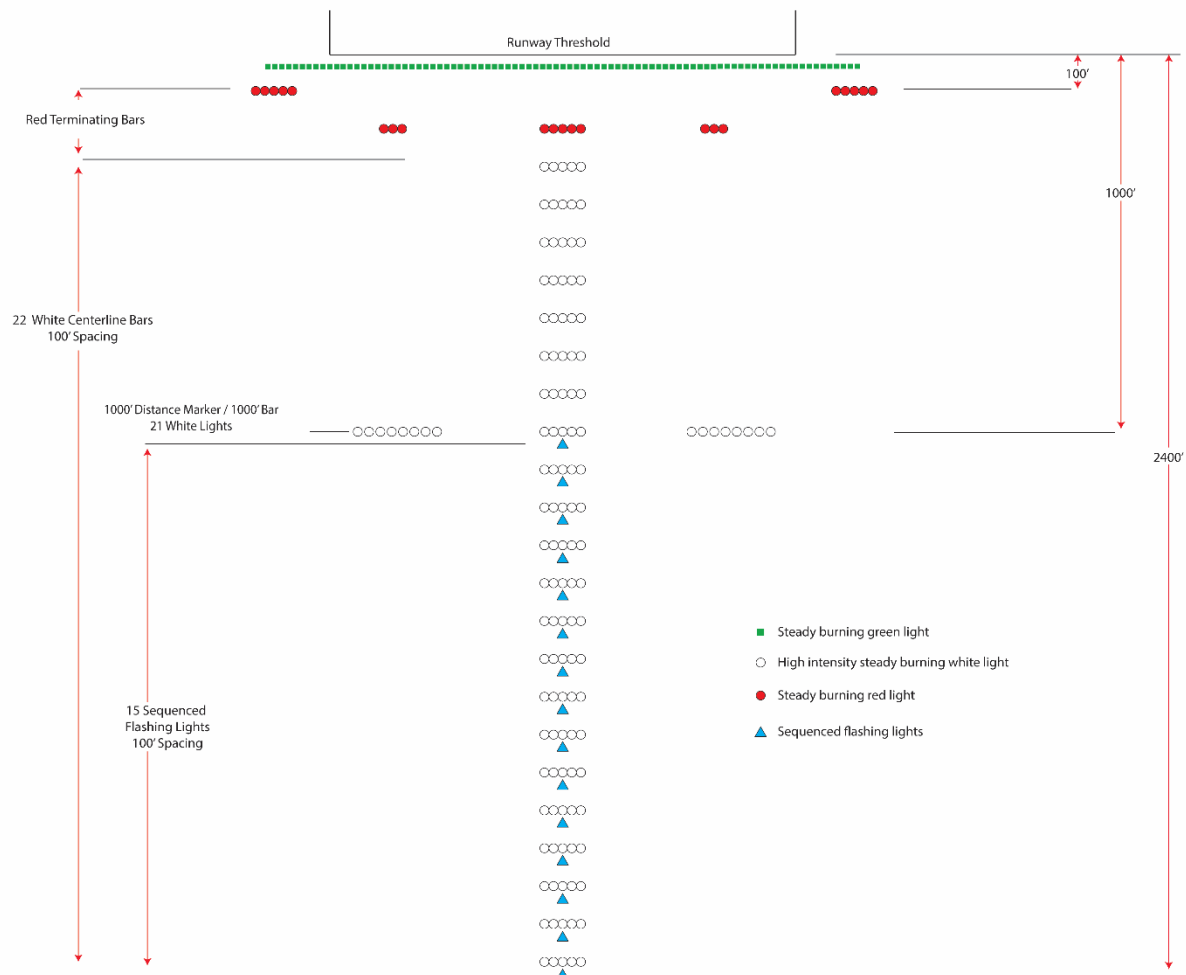 Runway Threshold
100’
Red Terminating Bars
1000’
22 White Centerline Bars
100’ Spacing
1000’ Distance Marker / 1000’ Bar
21 White Lights
2400’
Steady burning green light
High intensity steady burning white light
Steady burning red light
Sequenced flashing lights
15 Sequenced
Flashing Lights
100’ Spacing